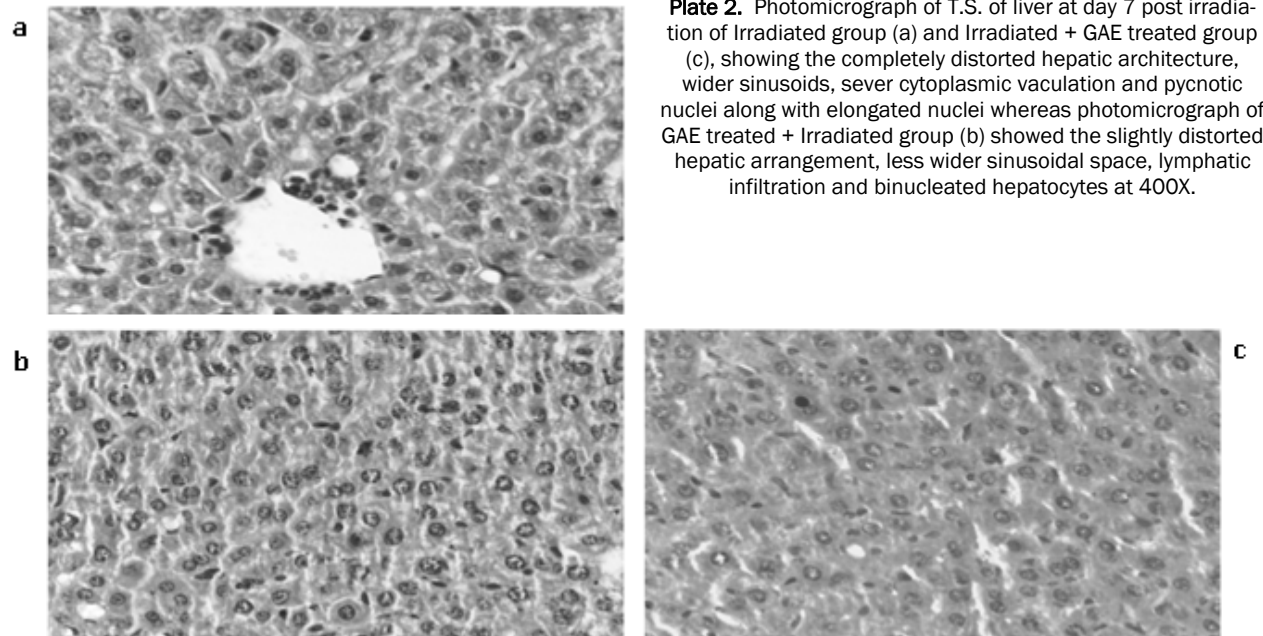 a
Plate 2. Photomicrograph of T.S. of liver at day 7 post irradia-
tion of Irradiated group (a) and Irradiated + GAE treated group
(c), showing the completely distorted hepatic architecture,
wider sinusoids, sever cytoplasmic vaculation and pycnotic
nuclei along with elongated nuclei whereas photomicrograph of
GAE treated + Irradiated group (b) showed the slightly distorted
hepatic arrangement, less wider sinusoidal space, lymphatic
infiltration and binucleated hepatocytes at 400X.
b
c